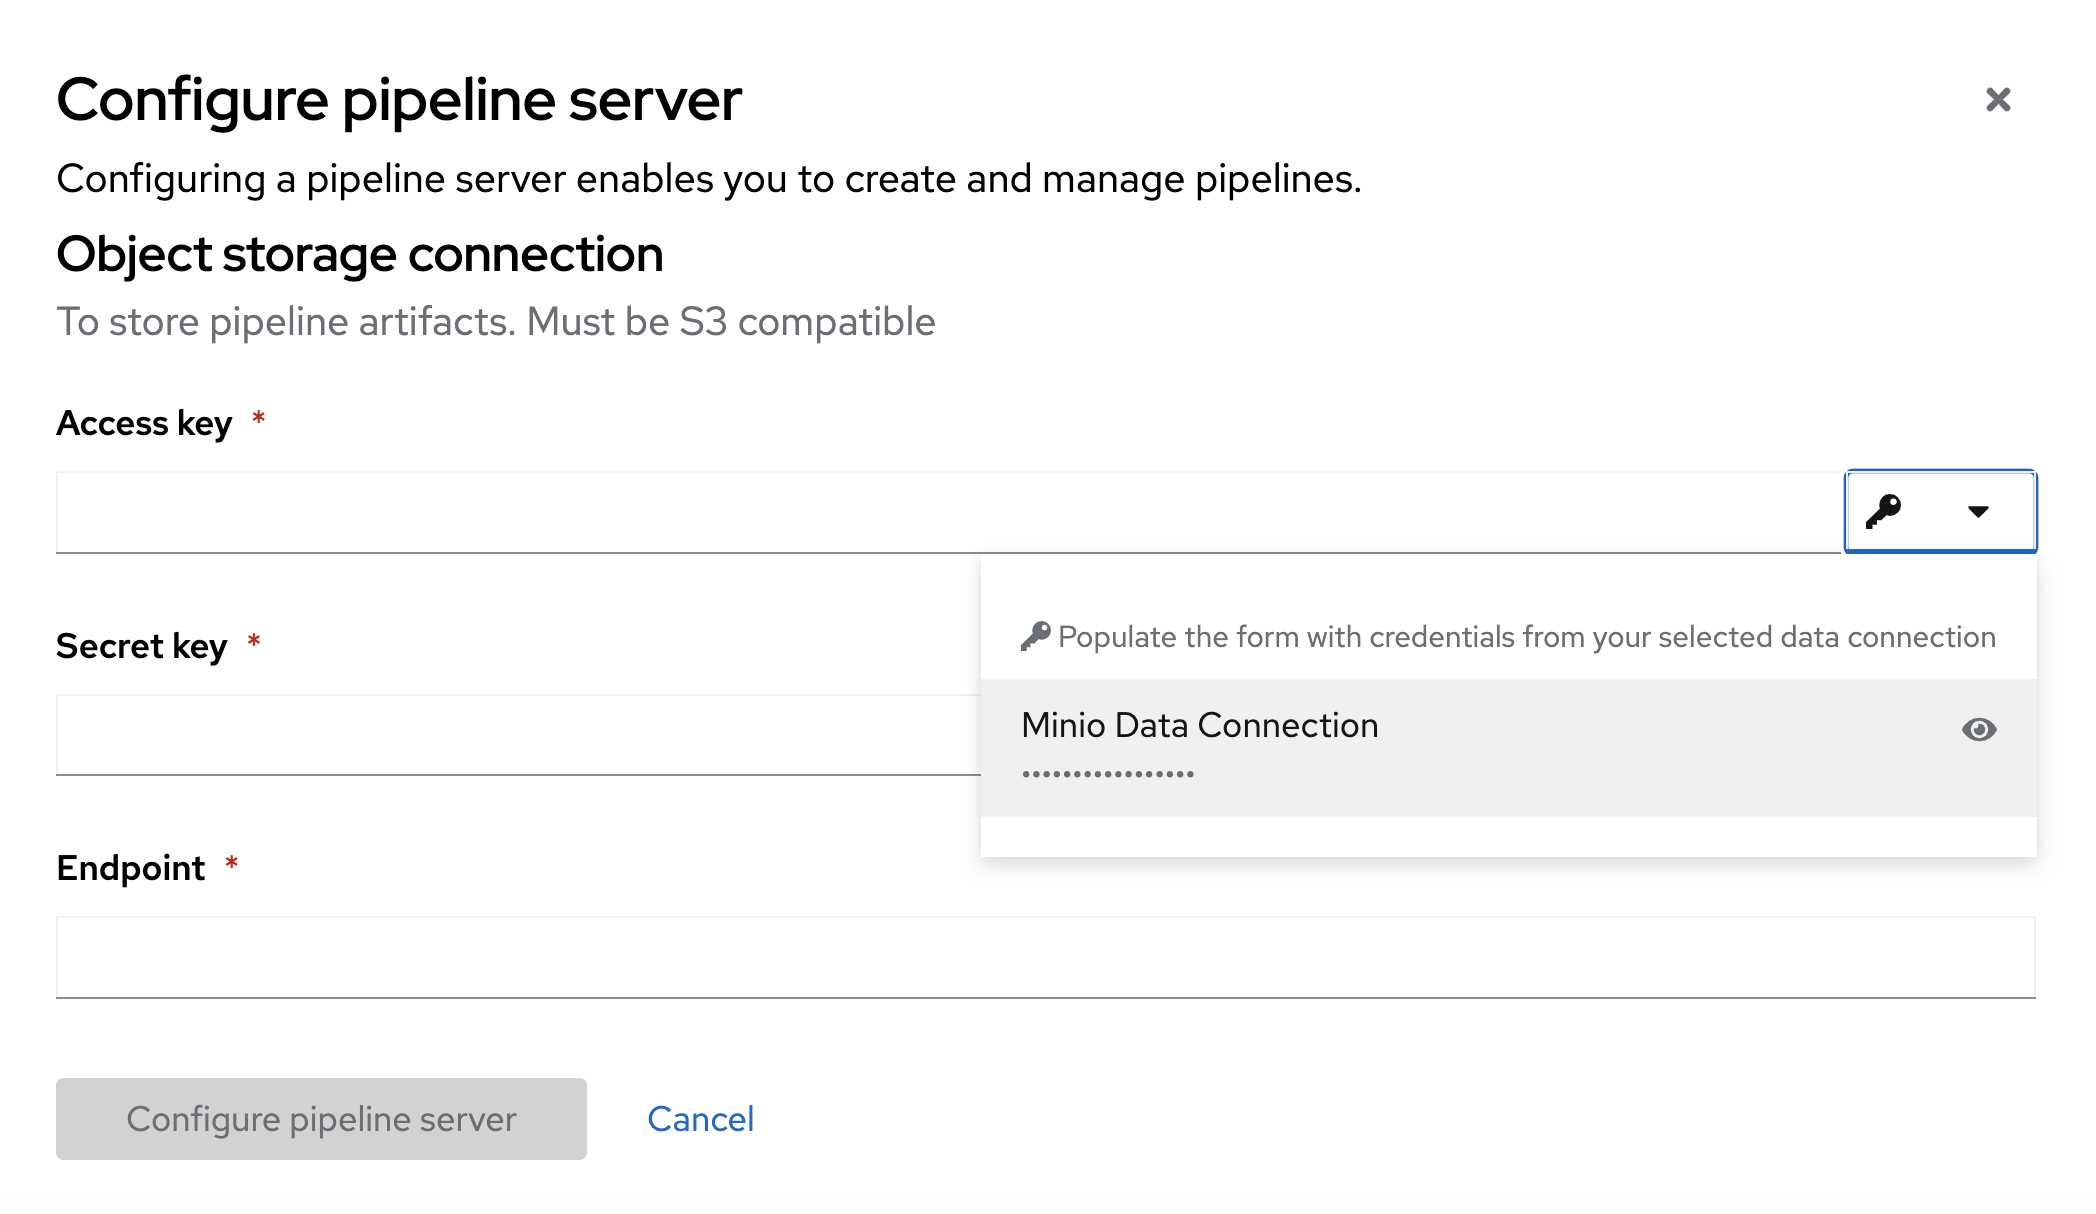 Configure pipeline server
Configuring a pipeline server enables you to create and manage pipelines.
Object storage connection
To store pipeline artifacts. Must be S3 compatible
Access key *
Populate the form with credentials from your selected data connection
Minio Data Connection
•••••••••••••••••
Secret key *
Endpoint *
Configure pipeline server
Cancel